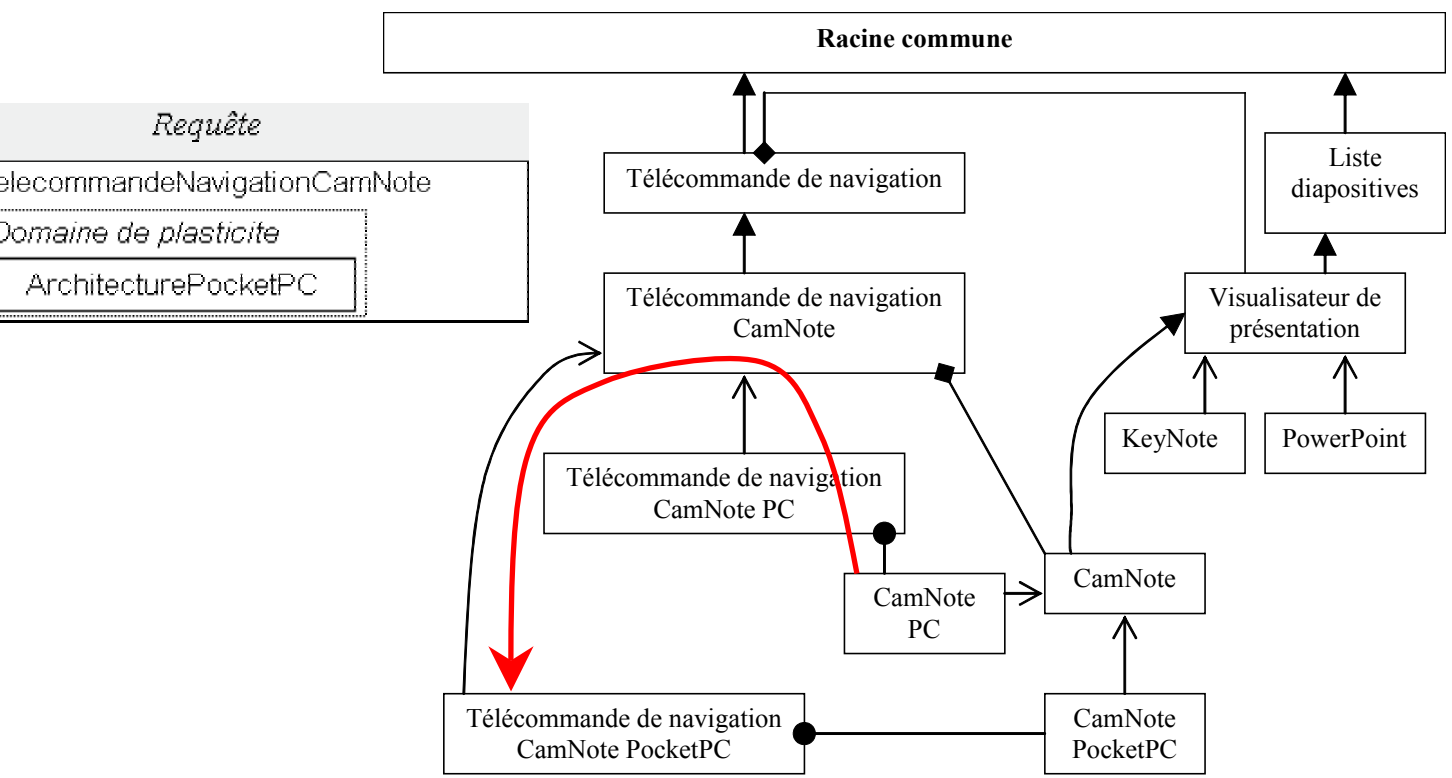 Racine commune
Requête
elecommandeNavigationCamNote
Domaine de plasticite
ArchitecturePocketPC
Télécommande de navigation
Liste
diapositives
Télécommande de navigation
CamNote
Visualisateur de
présentation
KeyNote
PowerPoint
Télécommande de navigation
CamNote PC
CamNote
PC
CamNote
Télécommande de navigation
CamNote PocketPC
CamNote
PocketPC